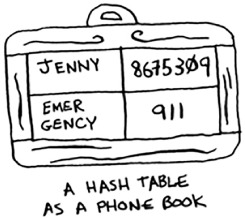 JENNY 8675309
EMER
GENCY 911
A HASH TABLE
AS A PHONE BOOK